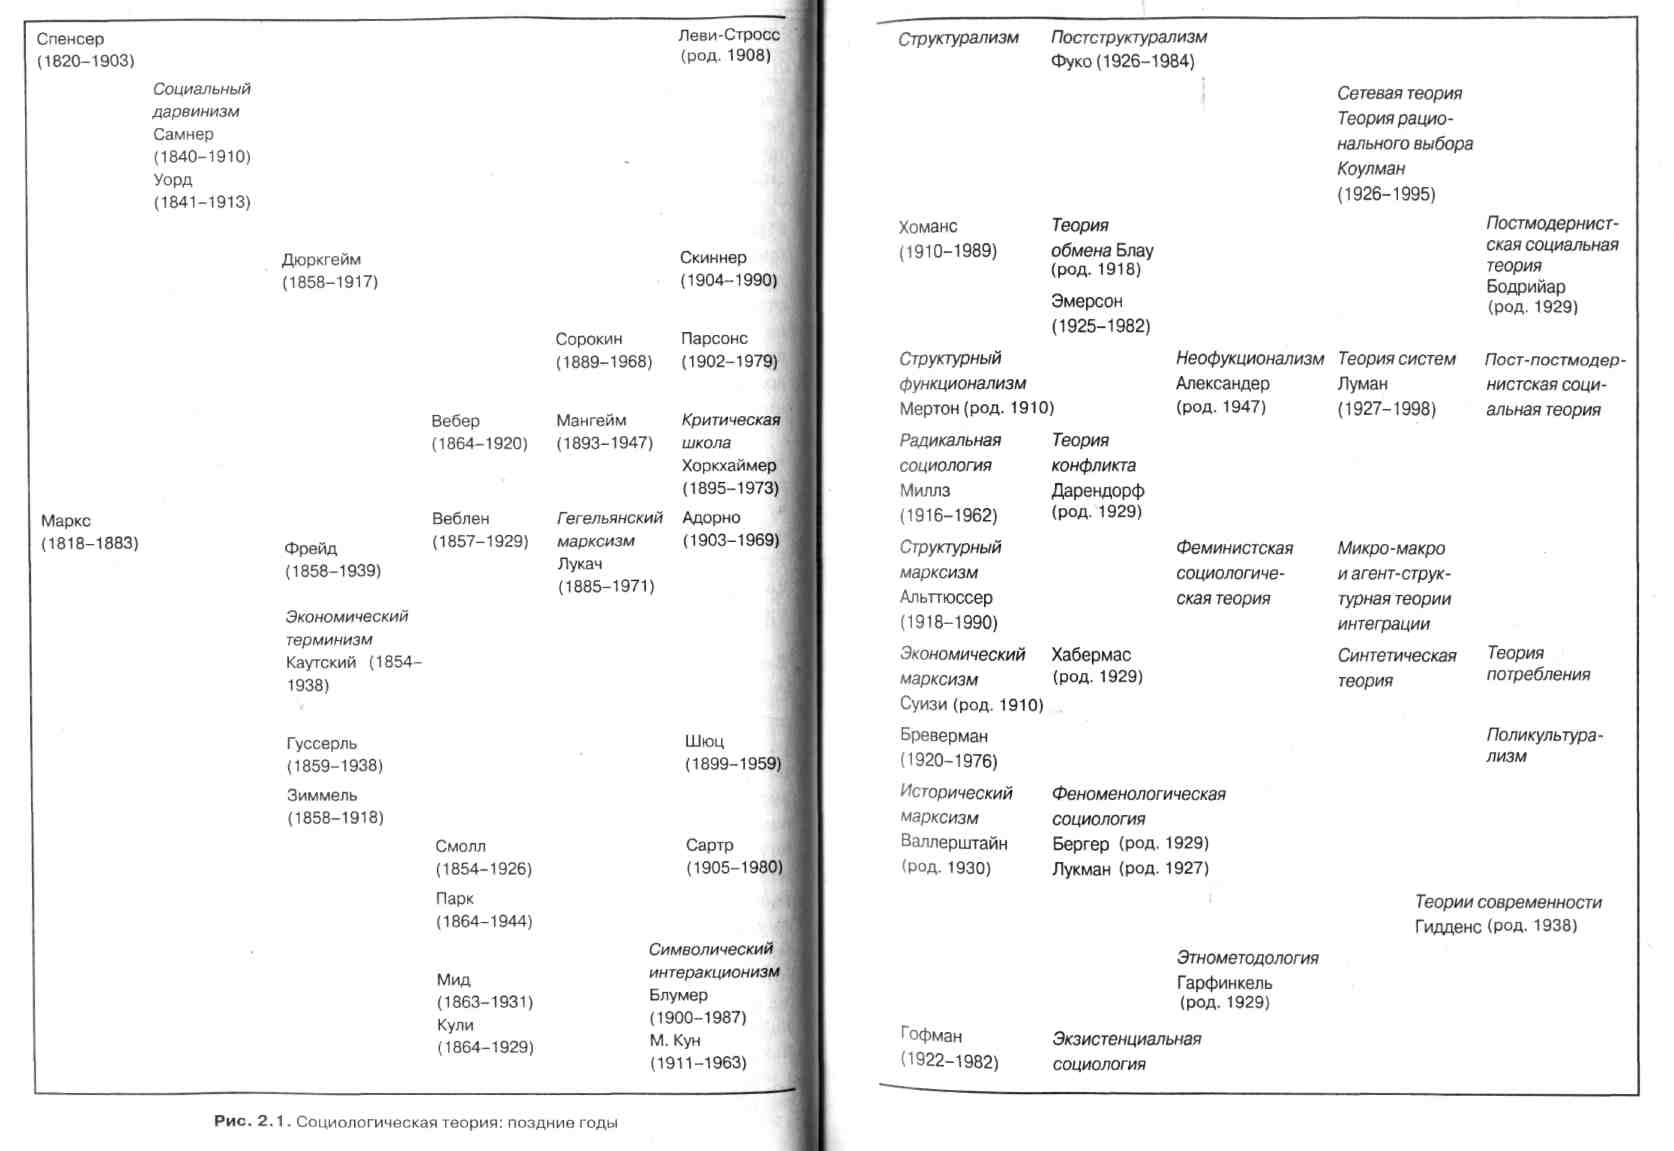 Спенсер
(1820–1903)
Социальный
дарвинизм
Самнер
(1840–1910)
Уорд
(1841–1913)
Дюркгейм
(1858–1917)
Леви-Стросс
(род. 1908)
Скиннер
(1904–1990)
Сорокин
(1889–1968)
Парсонс
(1902–1979)
Вебер
(1864–1920)
Мангейм
(1893–1947)
Критическая
школа
Хоркхаймер
(1895–1973)
Маркс
(1818–1883)
Фрейд
(1858–1939)
Веблен
(1857–1929)
Гегельянский
марксизм
Лукач
(1885–1971)
Адорно
(1903–1969)
Экономический
терминизм
Каутский (1854–
1938)
Гуссерль
(1859–1938)
Шюц
(1899–1959)
Зиммель
(1858–1918)
Смолл
(1854–1926)
Сартр
(1905–1980)
Парк
(1864–1944)
Мид
(1863–1931)
Кули
(1864–1929)
Символический
интеракционизм
Блумер
(1900–1987)
М. Кун
(1911–1963)
Рис. 2.1. Социологическая теория: поздние годы
Структурализм
Постструктурализм
Фуко (1926–1984)
Сетевая теория
Теория рацио-
нального выбора
Коулман
(1926–1995)
Хоманс
(1910–1989)
Теория
обмена Блау
(род. 1918)
Эмерсон
(1925–1982)
Постмодернист-
ская социальная
теория
Бодрийар
(род. 1929)
Структурный
функционализм
Мертон (род. 1910)
Неофукционализм
Александер
(род. 1947)
Теория систем
Луман
(1927–1998)
Пост-постмодер-
нистская соци-
альная теория
Радикальная
социология
Миллз
(1916–1962)
Теория
конфликта
Дарендорф
(род. 1929)
Структурный
марксизм
Альттюссер
(1918–1990)
Феминистская
социологиче-
ская теория
Микро-макро
и агент-струк-
турная теории
интеграции
Экономический
марксизм
Суизи (род. 1910)
Хабермас
(род. 1929)
Синтетическая
теория
Теория
потребления
Бреверман
(1920–1976)
Поликультура-
лизм
Исторический
марксизм
Валлерштайн
(род. 1930)
Феноменологическая
социология
Бергер (род. 1929)
Лукман (род. 1927)
Теории современности
Гидденс (род. 1938)
Этнометодология
Гарфинкель
(род. 1929)
Гофман
(1922–1982)
Экзистенциальная
социология